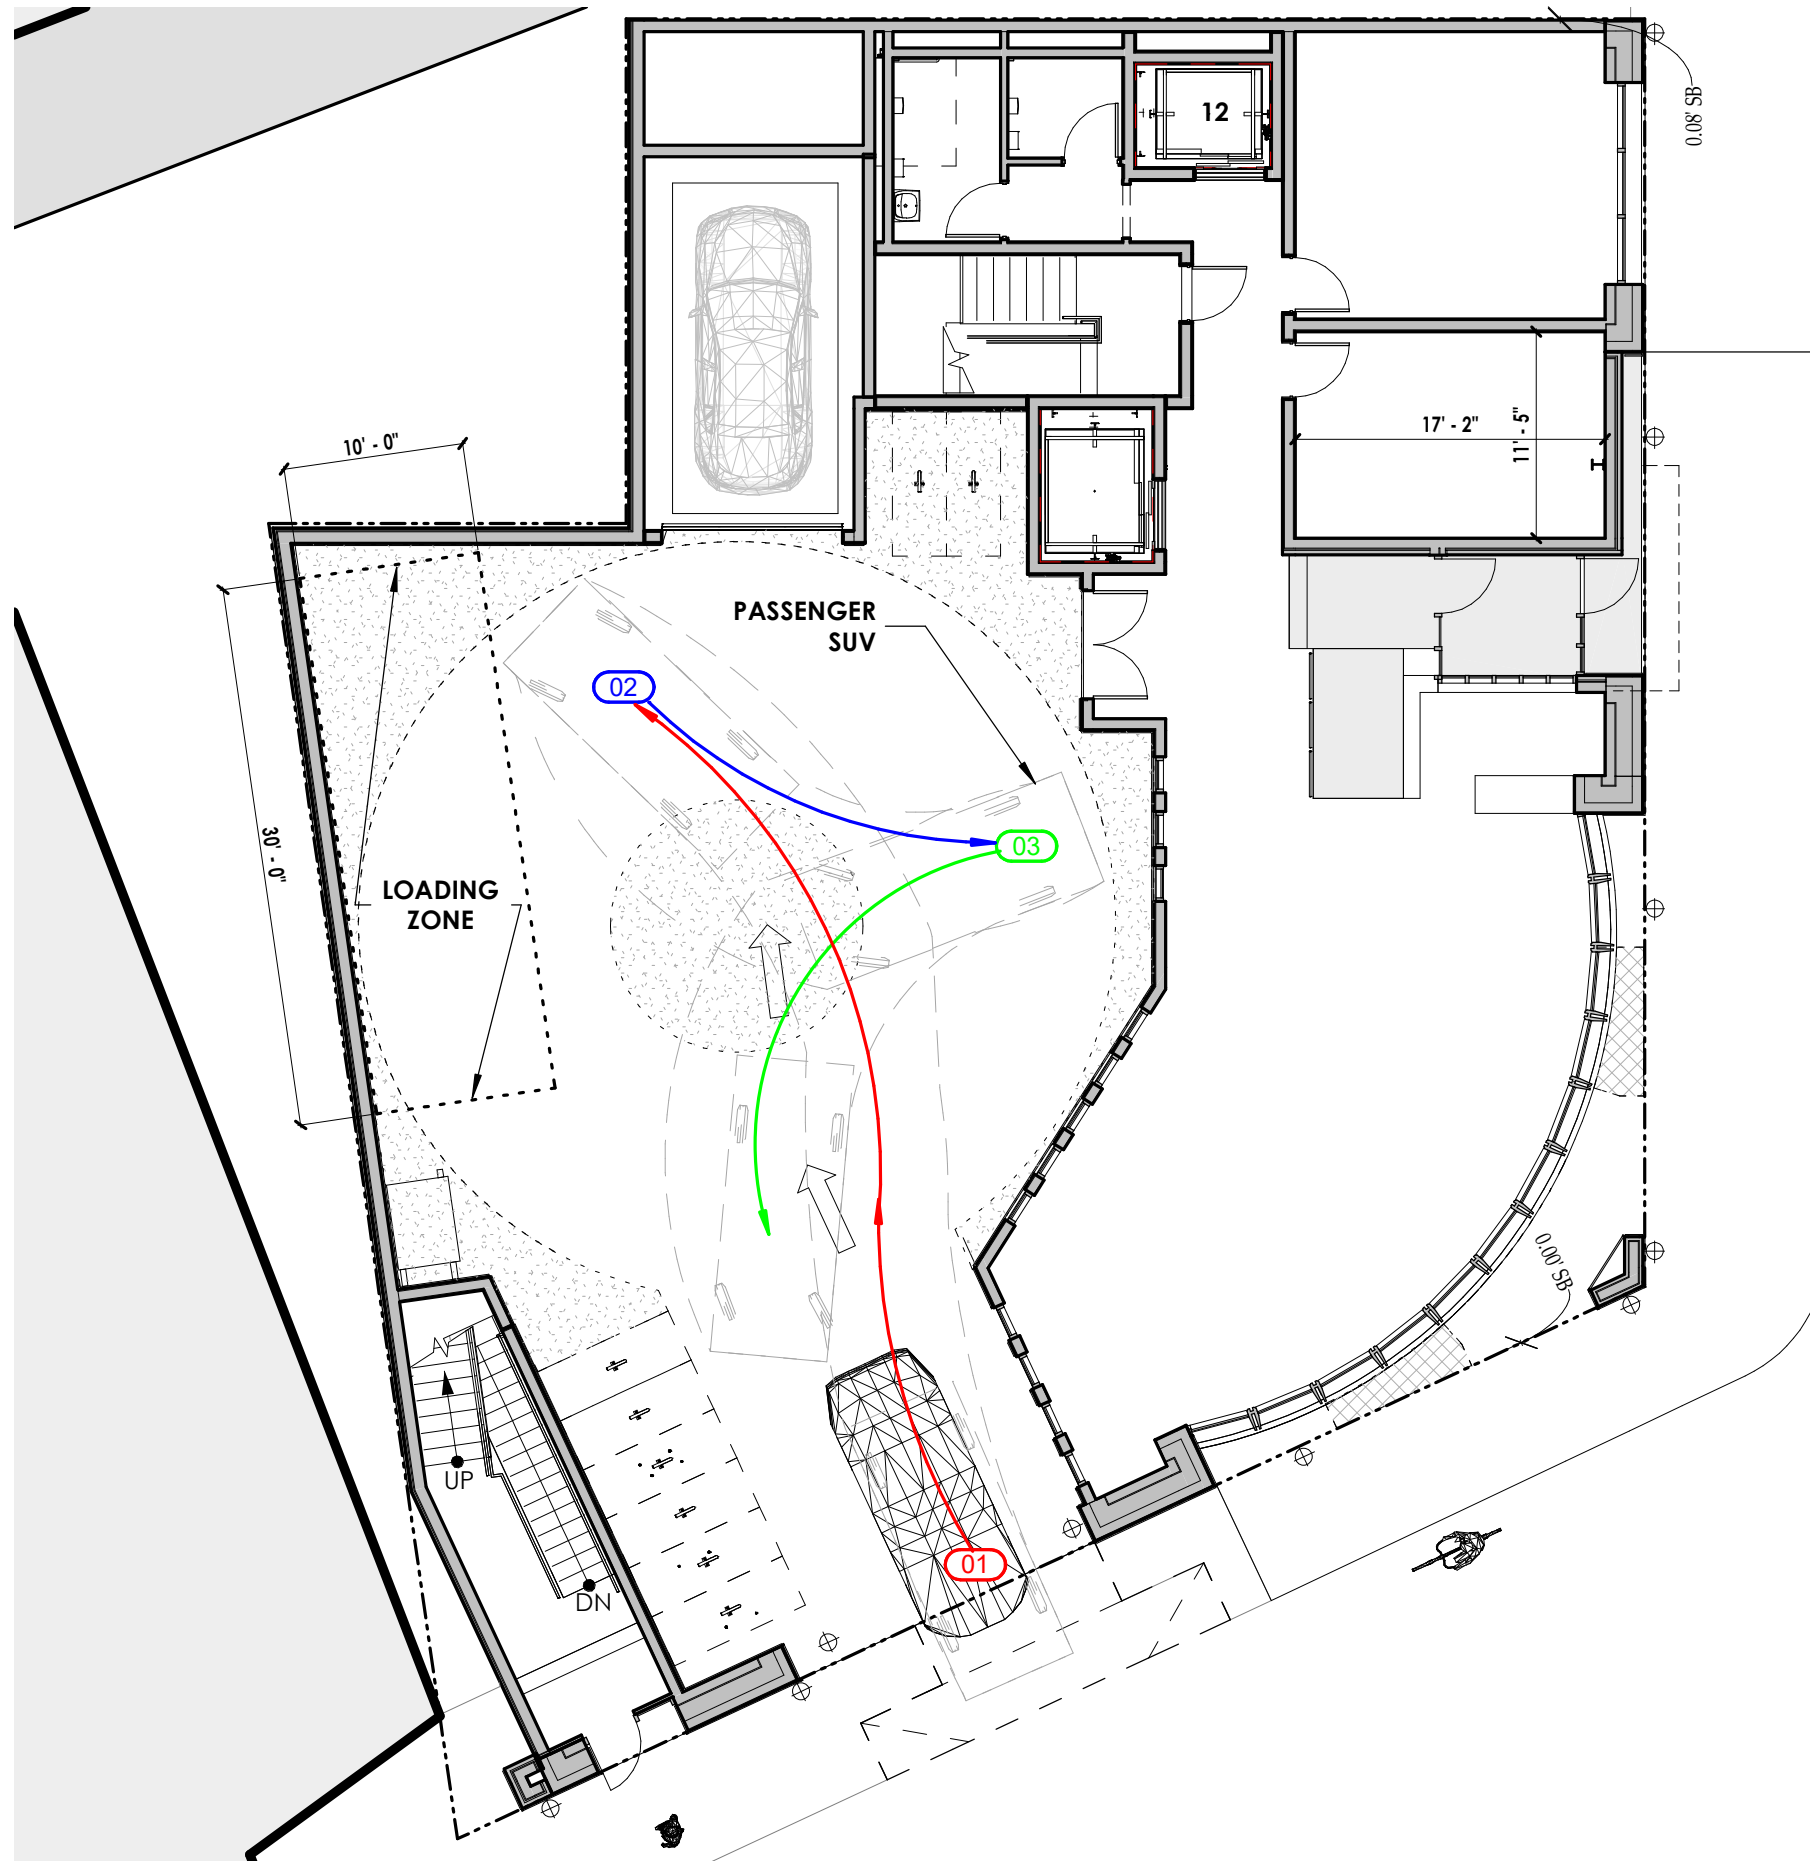 12
0.08' SB
10' - 0"
17' - 2"
11' - 5"
PASSENGER
SUV
02
03
30' - 0"
LOADING
ZONE
0.00' SB
UP
01
DN